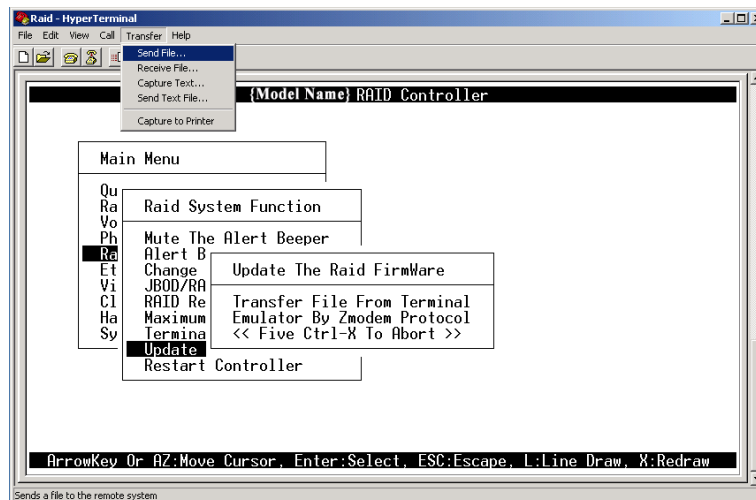 Raid - HyperTerminal
File Edit View Call Transfer Help
Send File...
Receive File...
Capture Text...
Send Text File...
Capture to Printer
{Model Name} RAID Controller
Main Menu
Qu
Ra
Vo
Ph
Ra
Et
Vi
Cl
Ha
Sy
Raid System Function
Mute The Alert Beeper
Alert B
Change
JBOD/RA
RAID Re
Maximum
Termina
Update
Restart Controller
Update The Raid FirmWare
Transfer File From Terminal
Emulator By Zmodem Protocol
<< Five Ctrl-X To Abort >>
ArrowKey Or AZ:Move Cursor, Enter:Select, ESC:Escape, L:Line Draw, X:Redraw
Sends a file to the remote system